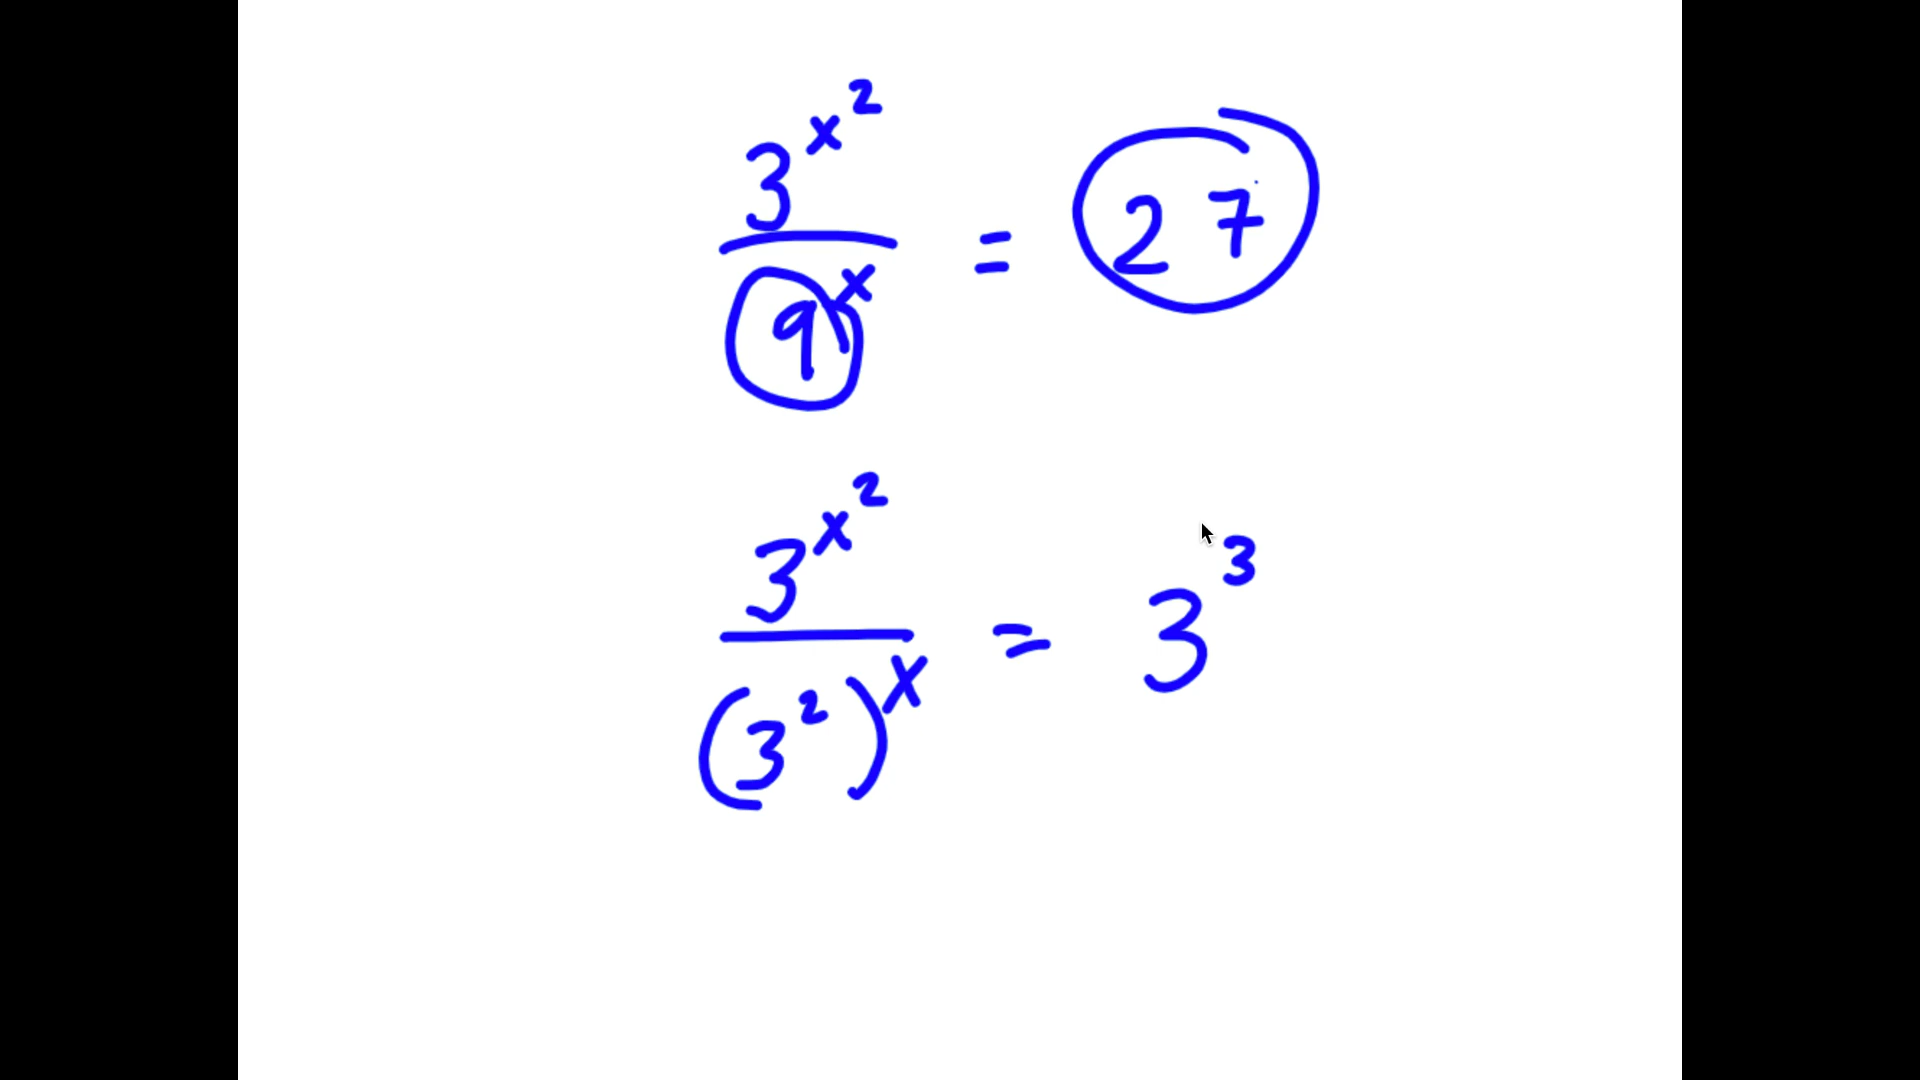 3^{x^2} / 9^x = 27
3^{x^2} / (3^2)^x = 3^3